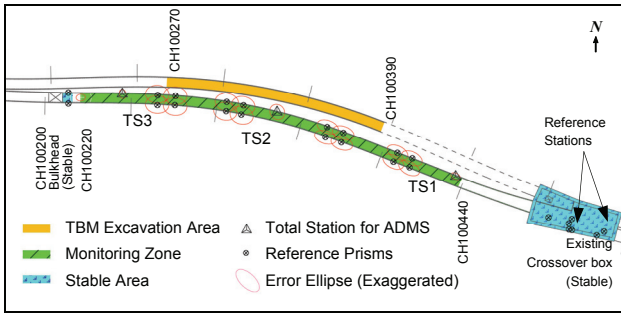 CH100270
N
CH100390
Reference
Stations
TS3
TS2
TS1
CH100200
Bulkhead
(Stable)
CH100220
CH100440
TBM Excavation Area
Total Station for ADMS
Monitoring Zone
Reference Prisms
Stable Area
Error Ellipse (Exaggerated)
Existing
Crossover box
(Stable)